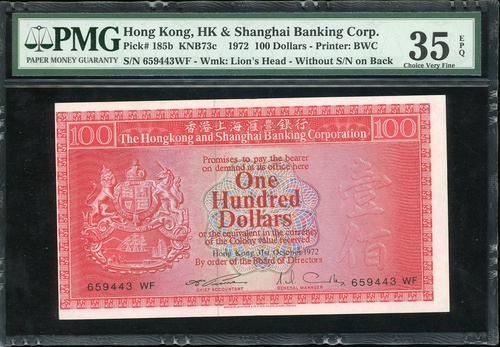 PMG
PAPER MONEY GUARANTY
Hong Kong, HK & Shanghai Banking Corp.
Pick# 185b KNB73c 1972 100 Dollars - Printer: BWC
S/N 659443WF - Wmk: Lion's Head - Without S/N on Back
35 EPQ
Choice Very Fine
香港上海滙豐銀行
100 The Hongkong and Shanghai Banking Corporation 100
Promises to pay the bearer
on demand at its office here
One
Hundred
Dollars
or the equivalent in the currency
of the Colony value received
Hong Kong 31st October 1972
By order of the Board of Directors
壹
佰
659443 WF
659443 WF
CHIEF ACCOUNTANT
GENERAL MANAGER